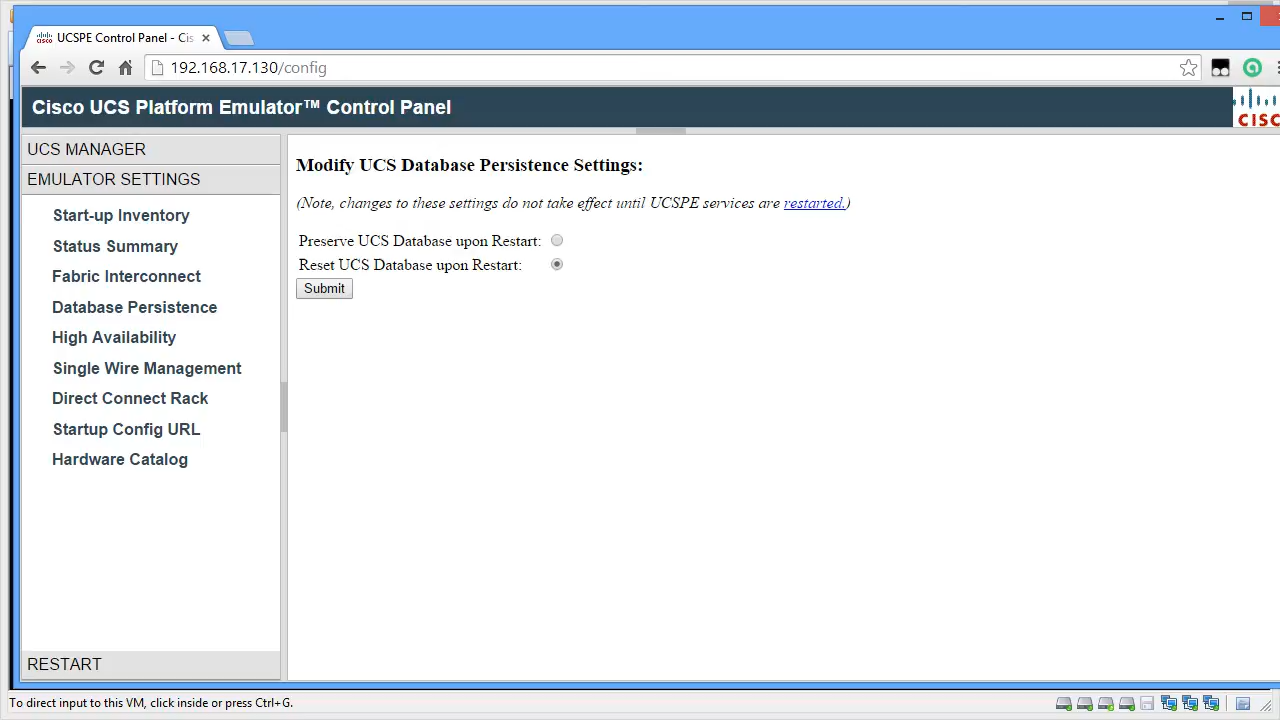 UCSPE Control Panel - Cis
192.168.17.130/config
Cisco UCS Platform Emulator™ Control Panel
CISC
UCS MANAGER
EMULATOR SETTINGS
Start-up Inventory
Status Summary
Fabric Interconnect
Database Persistence
High Availability
Single Wire Management
Direct Connect Rack
Startup Config URL
Hardware Catalog
RESTART
Modify UCS Database Persistence Settings:
(Note, changes to these settings do not take effect until UCSPE services are restarted.)
Preserve UCS Database upon Restart:
Reset UCS Database upon Restart:
Submit
To direct input to this VM, click inside or press Ctrl+G.